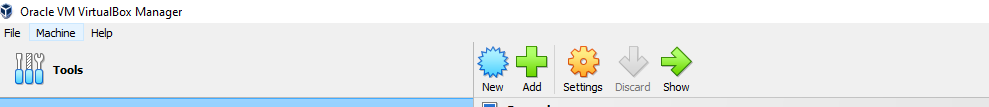 Oracle VM VirtualBox Manager
File Machine Help
Tools
New Add Settings Discard Show